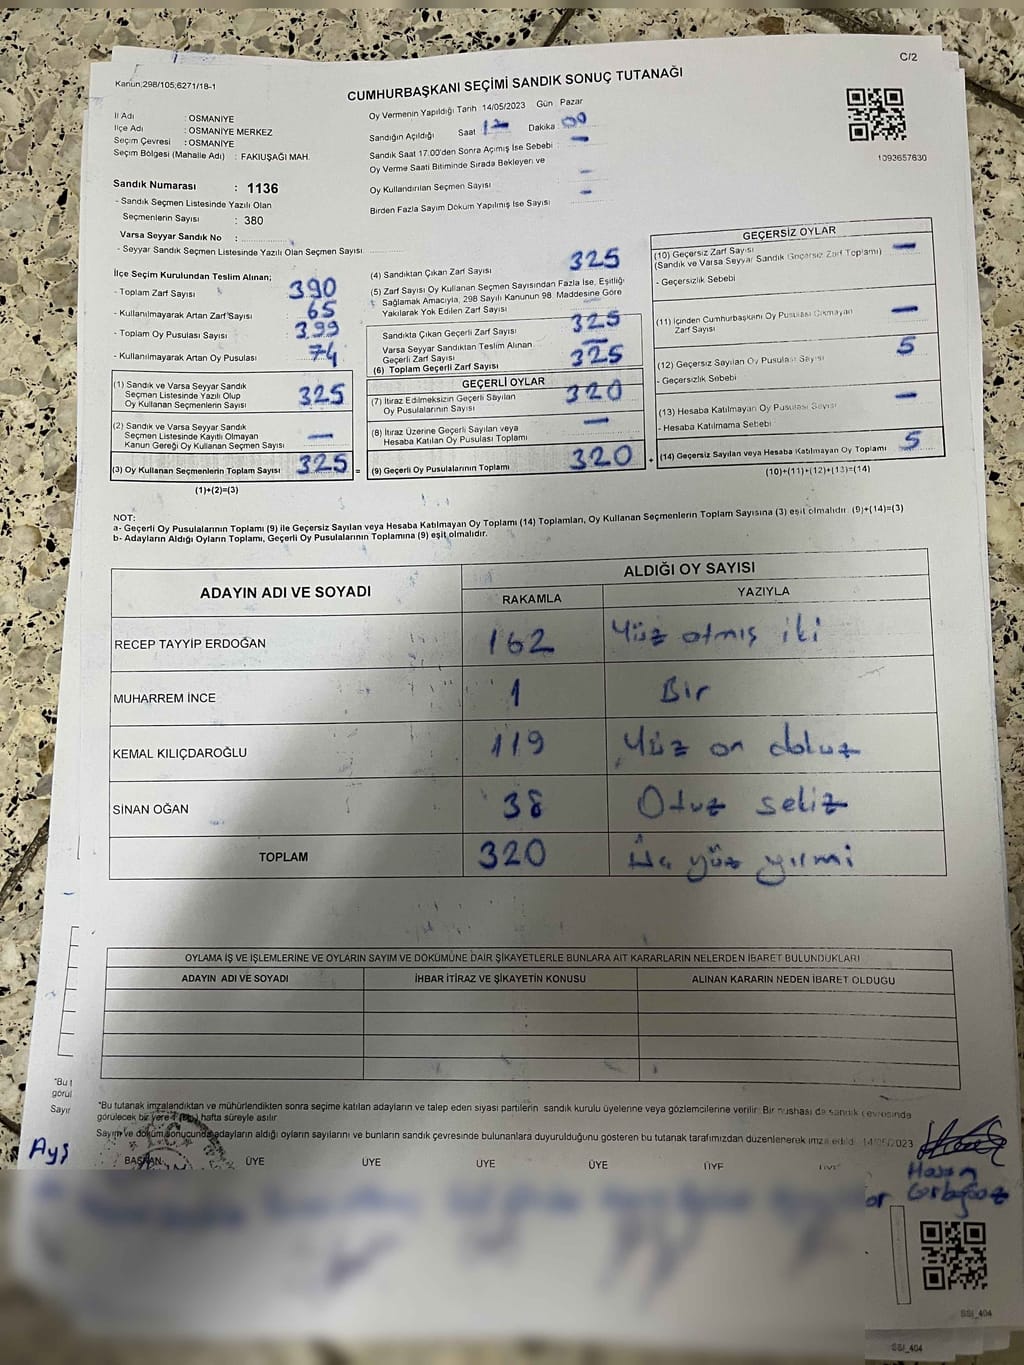 C/2
Kanun,298/105;6271/18-1
CUMHURBAŞKANI SEÇİMİ SANDIK SONUÇ TUTANAĞI
İl Adı : OSMANİYE
İlçe Adı : OSMANİYE MERKEZ
Seçim Çevresi : OSMANİYE
Seçim Bölgesi (Mahalle Adı) : FAKIUŞAĞI MAH.
Oy Vermenin Yapıldığı Tarih 14/05/2023 Gün Pazar
Sandığın Açıldığı Saat Dakika 00
Sandık Saat 17:00'den Sonra Açılmış İse Sebebi : —
Oy Verme Saati Bitiminde Sırada Bekleyen ve
Oy Kullandırılan Seçmen Sayısı —
Birden Fazla Sayım Döküm Yapılmış İse Sayısı —
1093657630
Sandık Numarası : 1136
- Sandık Seçmen Listesinde Yazılı Olan
Seçmenlerin Sayısı : 380
Varsa Seyyar Sandık No :
- Seyyar Sandık Seçmen Listesinde Yazılı Olan Seçmen Sayısı
İlçe Seçim Kurulundan Teslim Alınan;
- Toplam Zarf Sayısı 390
- Kullanılmayarak Artan Zarf Sayısı 65
- Toplam Oy Pusulası Sayısı 399
- Kullanılmayarak Artan Oy Pusulası 74
(1) Sandık ve Varsa Seyyar Sandık
Seçmen Listesinde Yazılı Olup
Oy Kullanan Seçmenlerin Sayısı 325
(2) Sandık ve Varsa Seyyar Sandık
Seçmen Listesinde Kayıtlı Olmayan
Kanun Gereği Oy Kullanan Seçmen Sayısı —
(3) Oy Kullanan Seçmenlerin Toplam Sayısı 325 =
(1)+(2)=(3)
(4) Sandıktan Çıkan Zarf Sayısı 325
(5) Zarf Sayısı Oy Kullanan Seçmen Sayısından Fazla İse, Eşitliği
Sağlamak Amacıyla, 298 Sayılı Kanunun 98. Maddesine Göre
Yakılarak Yok Edilen Zarf Sayısı
Sandıkta Çıkan Geçerli Zarf Sayısı 325
Varsa Seyyar Sandıktan Teslim Alınan
Geçerli Zarf Sayısı —
(6) Toplam Geçerli Zarf Sayısı 325
GEÇERLİ OYLAR
(7) İtiraz Edilmeksizin Geçerli Sayılan
Oy Pusulalarının Sayısı 320
(8) İtiraz Üzerine Geçerli Sayılan veya
Hesaba Katılan Oy Pusulası Toplamı —
(9) Geçerli Oy Pusulalarının Toplamı 320 +
GEÇERSİZ OYLAR
(10) Geçersiz Zarf Sayısı —
(Sandık ve Varsa Seyyar Sandık Geçersiz Zarf Toplamı)
- Geçersizlik Sebebi
(11) İçinden Cumhurbaşkanı Oy Pusulası Çıkmayan
Zarf Sayısı —
(12) Geçersiz Sayılan Oy Pusulası Sayısı 5
- Geçersizlik Sebebi
(13) Hesaba Katılmayan Oy Pusulası Sayısı —
- Hesaba Katılmama Sebebi
(14) Geçersiz Sayılan veya Hesaba Katılmayan Oy Toplamı 5
(10)+(11)+(12)+(13)=(14)
NOT:
a- Geçerli Oy Pusulalarının Toplamı (9) ile Geçersiz Sayılan veya Hesaba Katılmayan Oy Toplamı (14) Toplamları, Oy Kullanan Seçmenlerin Toplam Sayısına (3) eşit olmalıdır. (9)+(14)=(3)
b- Adayların Aldığı Oyların Toplamı, Geçerli Oy Pusulalarının Toplamına (9) eşit olmalıdır.
ADAYIN ADI VE SOYADI
ALDIĞI OY SAYISI
RAKAMLA YAZIYLA
RECEP TAYYİP ERDOĞAN 162 Yüz atmış iki
MUHARREM İNCE 1 Bir
KEMAL KILIÇDAROĞLU 119 Yüz on dokuz
SİNAN OĞAN 38 Otuz sekiz
TOPLAM 320 Üç yüz yirmi
OYLAMA İŞ VE İŞLEMLERİNE VE OYLARIN SAYIM VE DÖKÜMÜNE DAİR ŞİKAYETLERLE BUNLARA AİT KARARLARIN NELERDEN İBARET BULUNDUKLARI
ADAYIN ADI VE SOYADI İHBAR İTİRAZ VE ŞİKAYETİN KONUSU ALINAN KARARIN NEDEN İBARET OLDUĞU
*Bu t
görül
Sayır
*Bu tutanak imzalandıktan ve mühürlendikten sonra seçime katılan adayların ve talep eden siyasi partilerin sandık kurulu üyelerine veya gözlemcilerine verilir. Bir nüshası da sandık çevresinde
görülecek bir yere 1 (Bir) hafta süreyle asılır.
Sayım ve döküm sonucunda adayların aldığı oyların sayılarını ve bunların sandık çevresinde bulunanlara duyurulduğunu gösteren bu tutanak tarafımızdan düzenlenerek imza edildi. 14/05/2023
Ayş
BAŞKAN ÜYE ÜYE ÜYE ÜYE ÜYE ÜYE
Hasan
SSI_404
SSI_404